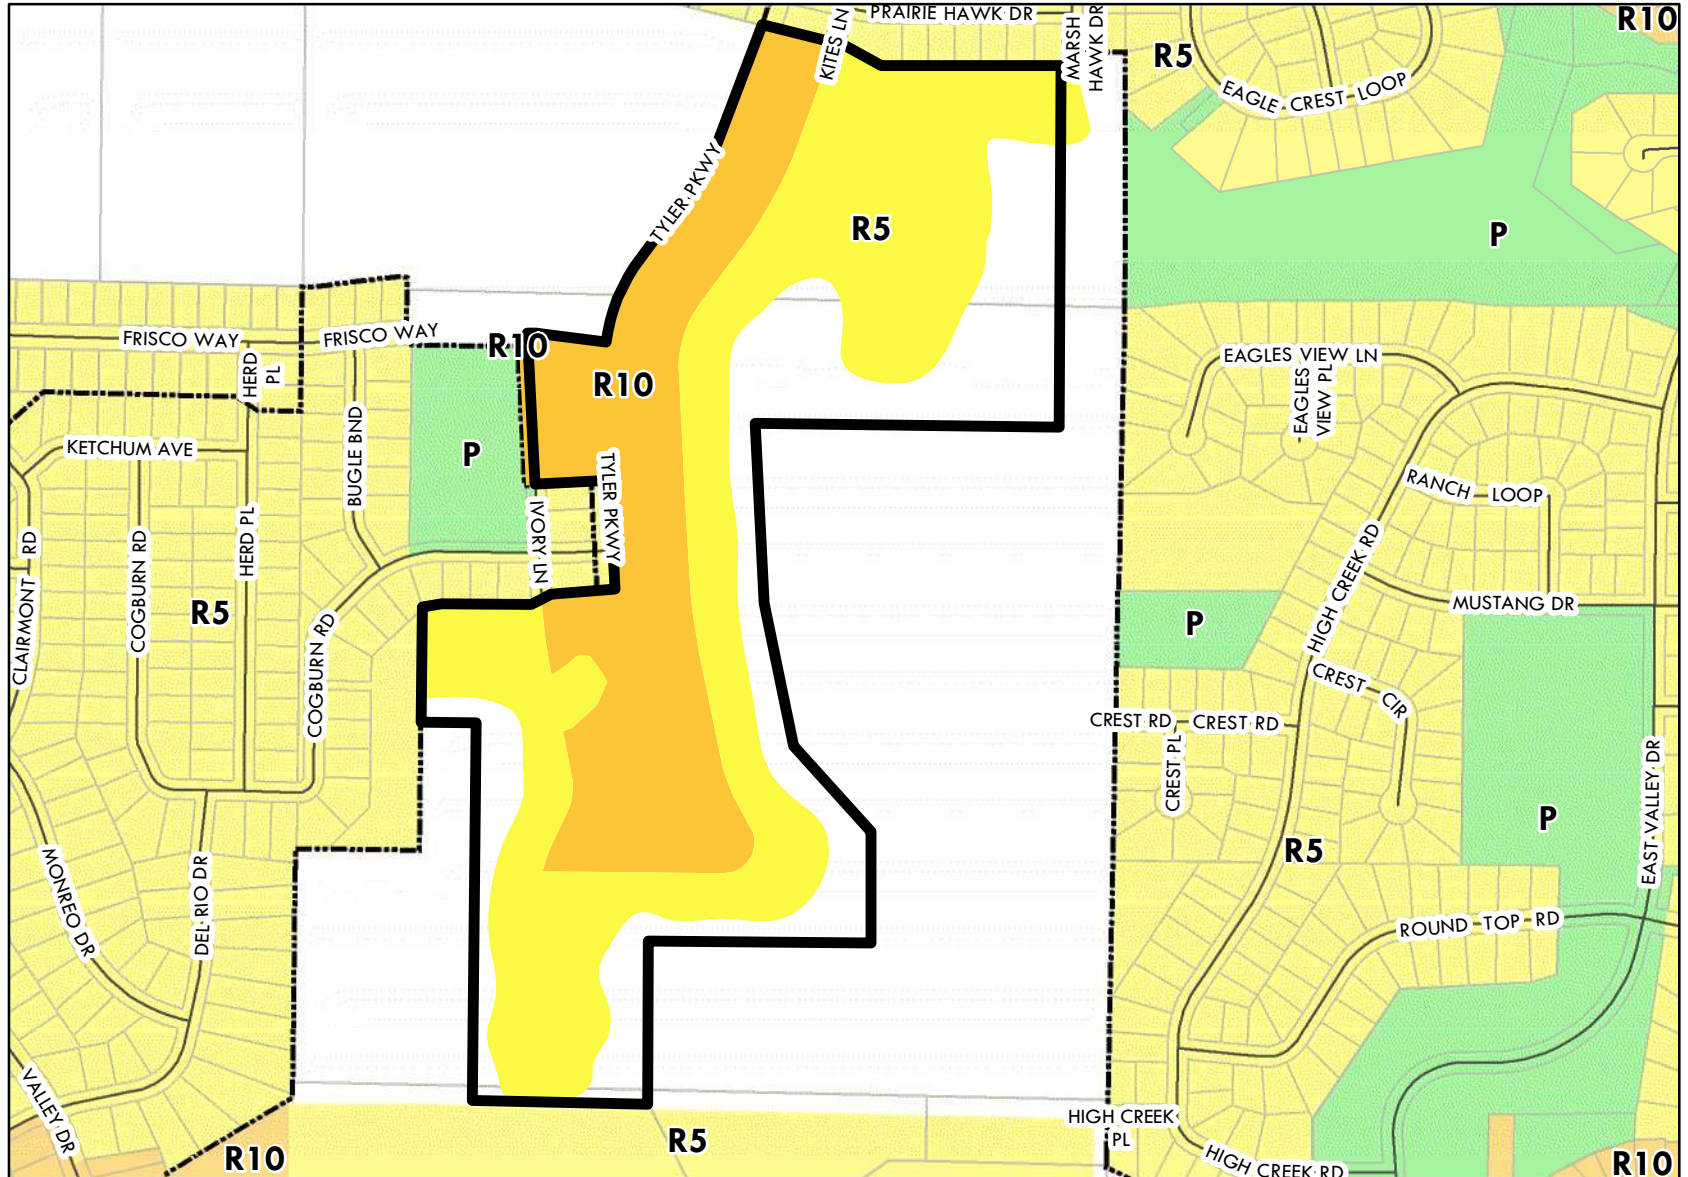 PRAIRIE HAWK DR
KITES LN
MARSH
HAWK DR
R10
R5
EAGLE CREST LOOP
TYLER PKWY
R5
P
FRISCO WAY
FRISCO WAY
R10
HERD
PL
R10
EAGLES VIEW LN
EAGLES
VIEW PL
KETCHUM AVE
BUGLE BND
P
TYLER PKWY
RANCH LOOP
CLAIRMONT RD
COGBURN RD
HERD PL
IVORY LN
HIGH CREEK RD
R5
COGBURN RD
P
MUSTANG DR
CREST CIR
CREST RD
CREST RD
CREST PL
EAST VALLEY DR
P
R5
MONREO DR
DEL RIO DR
ROUND TOP RD
VALLEY DR
HIGH CREEK
PL
R5
R10
HIGH CREEK RD
R10